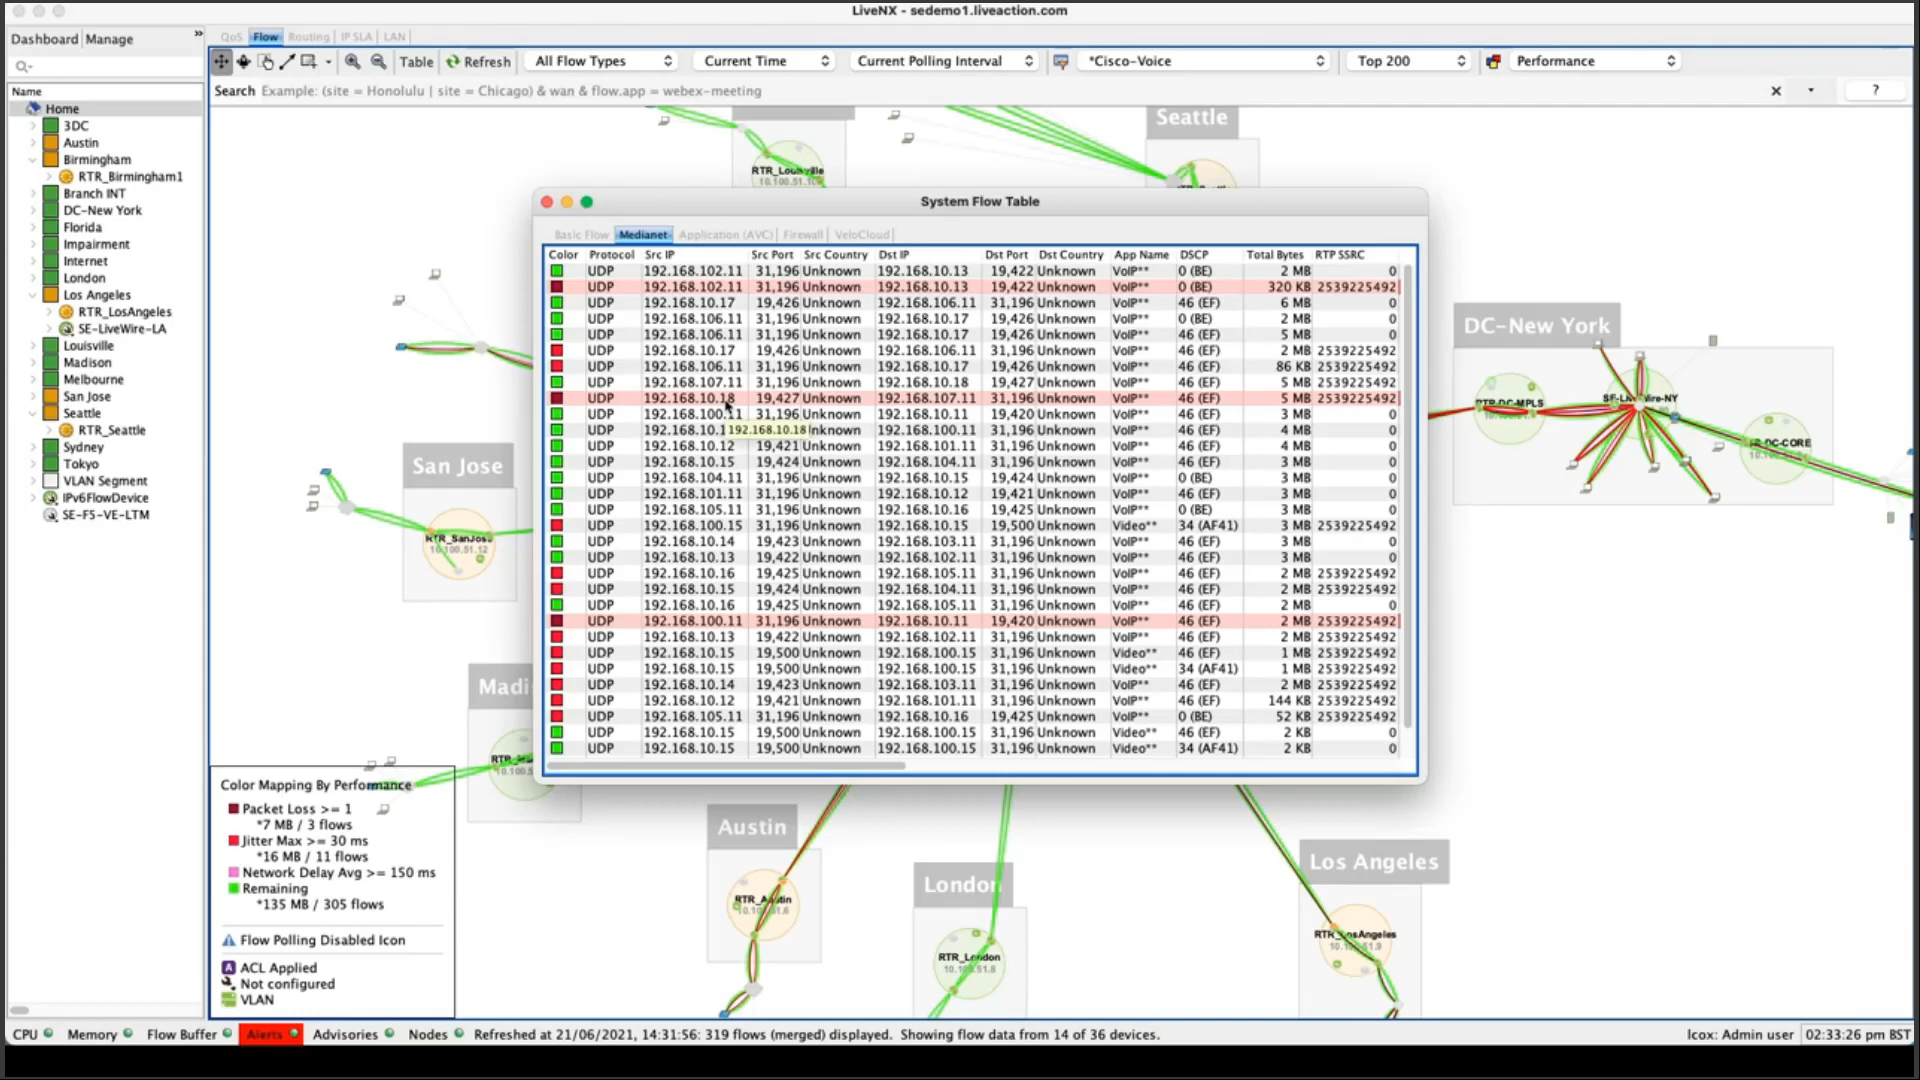 LiveNX - sedemo1.liveaction.com
Dashboard Manage »
QoS Flow Routing IP SLA LAN
Table Refresh All Flow Types Current Time Current Polling Interval *Cisco-Voice Top 200 Performance
Search Example: (site = Honolulu | site = Chicago) & wan & flow.app = webex-meeting ?
Name
Home
3DC
Austin
Birmingham
RTR_Birmingham1
Branch INT
DC-New York
Florida
Impairment
Internet
London
Los Angeles
RTR_LosAngeles
SE-LiveWire-LA
Louisville
Madison
Melbourne
San Jose
Seattle
RTR_Seattle
Sydney
Tokyo
VLAN Segment
IPv6FlowDevice
SE-F5-VE-LTM
Seattle
RTR_Louisville
DC-New York
RTR-DC-MPLS
SE-LiveWire-NY
San Jose
RTR_SanJose
10.100.51.12
Austin
RTR_Austin
London
RTR_London
10.100.51.8
Los Angeles
RTR_LosAngeles
10.100.51.9
System Flow Table
Basic Flow Medianet Application (AVC) Firewall VeloCloud
Color Protocol Src IP Src Port Src Country Dst IP Dst Port Dst Country App Name DSCP Total Bytes RTP SSRC
UDP 192.168.102.11 31,196 Unknown 192.168.10.13 19,422 Unknown VoIP** 0 (BE) 2 MB 0
UDP 192.168.102.11 31,196 Unknown 192.168.10.13 19,422 Unknown VoIP** 0 (BE) 320 KB 2539225492
UDP 192.168.10.17 19,426 Unknown 192.168.106.11 31,196 Unknown VoIP** 46 (EF) 6 MB 0
UDP 192.168.106.11 31,196 Unknown 192.168.10.17 19,426 Unknown VoIP** 0 (BE) 2 MB 0
UDP 192.168.106.11 31,196 Unknown 192.168.10.17 19,426 Unknown VoIP** 46 (EF) 5 MB 0
UDP 192.168.10.17 19,426 Unknown 192.168.106.11 31,196 Unknown VoIP** 46 (EF) 2 MB 2539225492
UDP 192.168.106.11 31,196 Unknown 192.168.10.17 19,426 Unknown VoIP** 46 (EF) 86 KB 2539225492
UDP 192.168.107.11 31,196 Unknown 192.168.10.18 19,427 Unknown VoIP** 46 (EF) 5 MB 2539225492
UDP 192.168.10.18 19,427 Unknown 192.168.107.11 31,196 Unknown VoIP** 46 (EF) 5 MB 2539225492
UDP 192.168.100. 31,196 Unknown 192.168.10.11 19,420 Unknown VoIP** 46 (EF) 3 MB 0
UDP 192.168.10.1 192.168.10.18 nknown 192.168.100.11 31,196 Unknown VoIP** 46 (EF) 4 MB 0
UDP 192.168.10.12 19,421 Unknown 192.168.101.11 31,196 Unknown VoIP** 46 (EF) 4 MB 0
UDP 192.168.10.15 19,424 Unknown 192.168.104.11 31,196 Unknown VoIP** 46 (EF) 3 MB 0
UDP 192.168.104.11 31,196 Unknown 192.168.10.15 19,424 Unknown VoIP** 0 (BE) 3 MB 0
UDP 192.168.101.11 31,196 Unknown 192.168.10.12 19,421 Unknown VoIP** 46 (EF) 3 MB 0
UDP 192.168.105.11 31,196 Unknown 192.168.10.16 19,425 Unknown VoIP** 0 (BE) 3 MB 0
UDP 192.168.100.15 31,196 Unknown 192.168.10.15 19,500 Unknown Video** 34 (AF41) 3 MB 2539225492
UDP 192.168.10.14 19,423 Unknown 192.168.103.11 31,196 Unknown VoIP** 46 (EF) 3 MB 0
UDP 192.168.10.13 19,422 Unknown 192.168.102.11 31,196 Unknown VoIP** 46 (EF) 3 MB 0
UDP 192.168.10.16 19,425 Unknown 192.168.105.11 31,196 Unknown VoIP** 46 (EF) 2 MB 2539225492
UDP 192.168.10.15 19,424 Unknown 192.168.104.11 31,196 Unknown VoIP** 46 (EF) 2 MB 2539225492
UDP 192.168.10.16 19,425 Unknown 192.168.105.11 31,196 Unknown VoIP** 46 (EF) 2 MB 0
UDP 192.168.100.11 31,196 Unknown 192.168.10.11 19,420 Unknown VoIP** 46 (EF) 2 MB 2539225492
UDP 192.168.10.13 19,422 Unknown 192.168.102.11 31,196 Unknown VoIP** 46 (EF) 2 MB 2539225492
UDP 192.168.10.15 19,500 Unknown 192.168.100.15 31,196 Unknown Video** 46 (EF) 1 MB 2539225492
UDP 192.168.10.15 19,500 Unknown 192.168.100.15 31,196 Unknown Video** 34 (AF41) 1 MB 2539225492
UDP 192.168.10.14 19,423 Unknown 192.168.103.11 31,196 Unknown VoIP** 46 (EF) 2 MB 2539225492
UDP 192.168.10.12 19,421 Unknown 192.168.101.11 31,196 Unknown VoIP** 46 (EF) 144 KB 2539225492
UDP 192.168.105.11 31,196 Unknown 192.168.10.16 19,425 Unknown VoIP** 0 (BE) 52 KB 2539225492
UDP 192.168.10.15 19,500 Unknown 192.168.100.15 31,196 Unknown Video** 46 (EF) 2 KB 0
UDP 192.168.10.15 19,500 Unknown 192.168.100.15 31,196 Unknown Video** 34 (AF41) 2 KB 0
Color Mapping By Performance
Packet Loss >= 1
*7 MB / 3 flows
Jitter Max >= 30 ms
*16 MB / 11 flows
Network Delay Avg >= 150 ms
Remaining
*135 MB / 305 flows
Flow Polling Disabled Icon
A ACL Applied
Not configured
VLAN
CPU Memory Flow Buffer Alerts Advisories Nodes Refreshed at 21/06/2021, 14:31:56: 319 flows (merged) displayed. Showing flow data from 14 of 36 devices. lcox: Admin user 02:33:26 pm BST